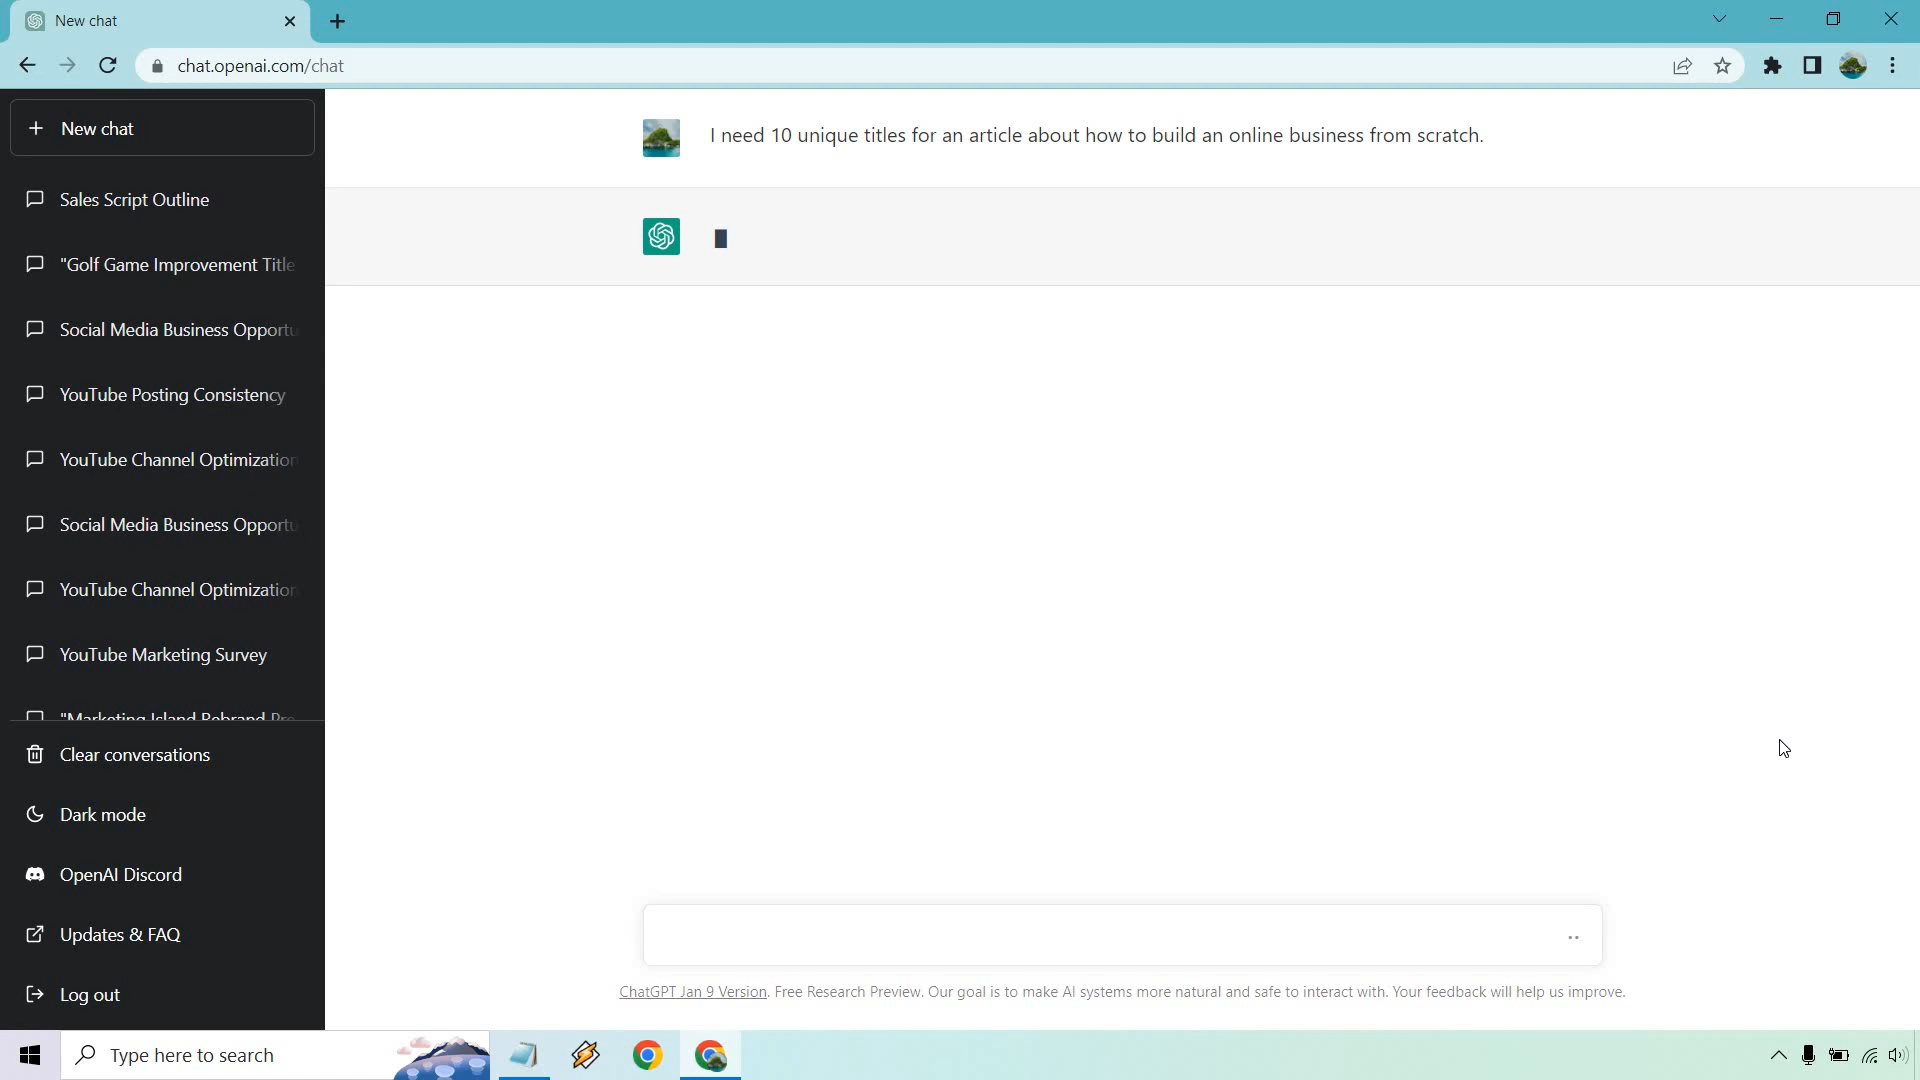 New chat
chat.openai.com/chat
New chat
Sales Script Outline
"Golf Game Improvement Title
Social Media Business Opportu
YouTube Posting Consistency
YouTube Channel Optimization
Social Media Business Opportu
YouTube Channel Optimization
YouTube Marketing Survey
"Marketing Island Rebrand Pre
Clear conversations
Dark mode
OpenAI Discord
Updates & FAQ
Log out
I need 10 unique titles for an article about how to build an online business from scratch.
ChatGPT Jan 9 Version. Free Research Preview. Our goal is to make AI systems more natural and safe to interact with. Your feedback will help us improve.
Type here to search